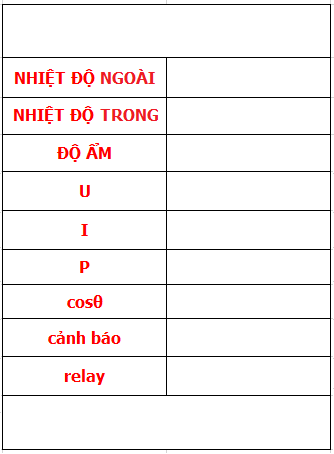 NHIỆT ĐỘ NGOÀI
NHIỆT ĐỘ TRONG
ĐỘ ẨM
U
I
P
cosθ
cảnh báo
relay